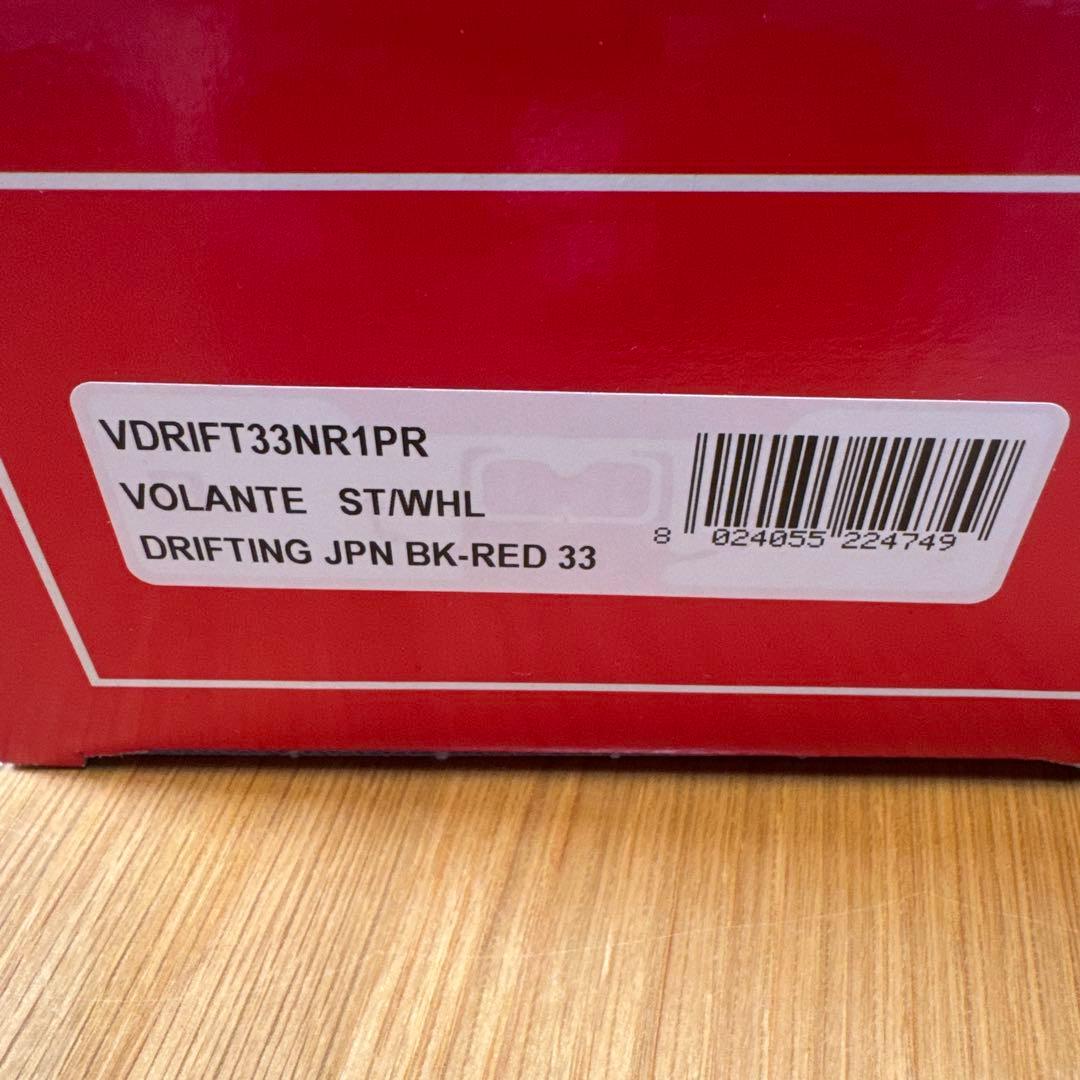 VDRIFT33NR1PR
VOLANTE ST/WHL
DRIFTING JPN BK-RED 33
8 024055 224749